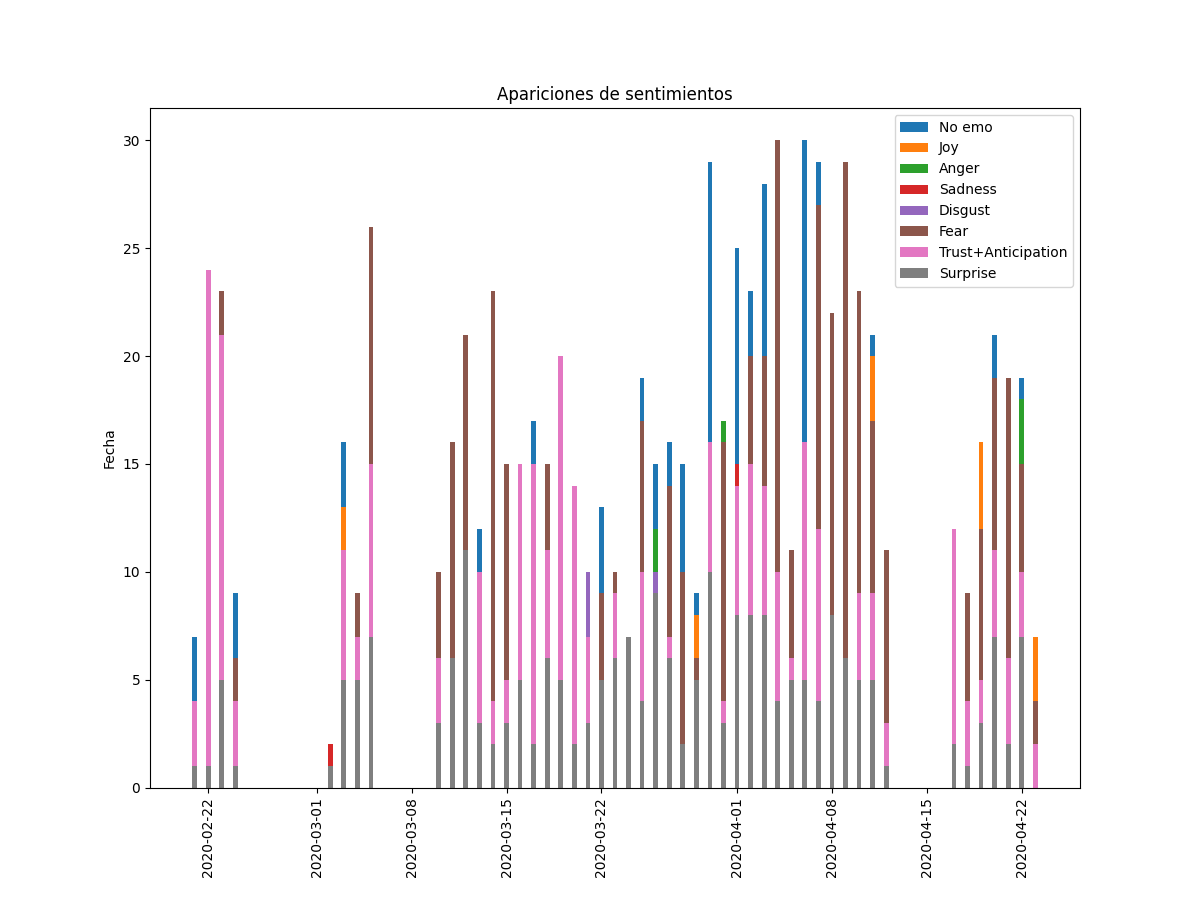 Apariciones de sentimientos
No emo
Joy
Anger
Sadness
Disgust
Fear
Trust+Anticipation
Surprise
Fecha
30
25
20
15
10
5
0
2020-02-22
2020-03-01
2020-03-08
2020-03-15
2020-03-22
2020-04-01
2020-04-08
2020-04-15
2020-04-22